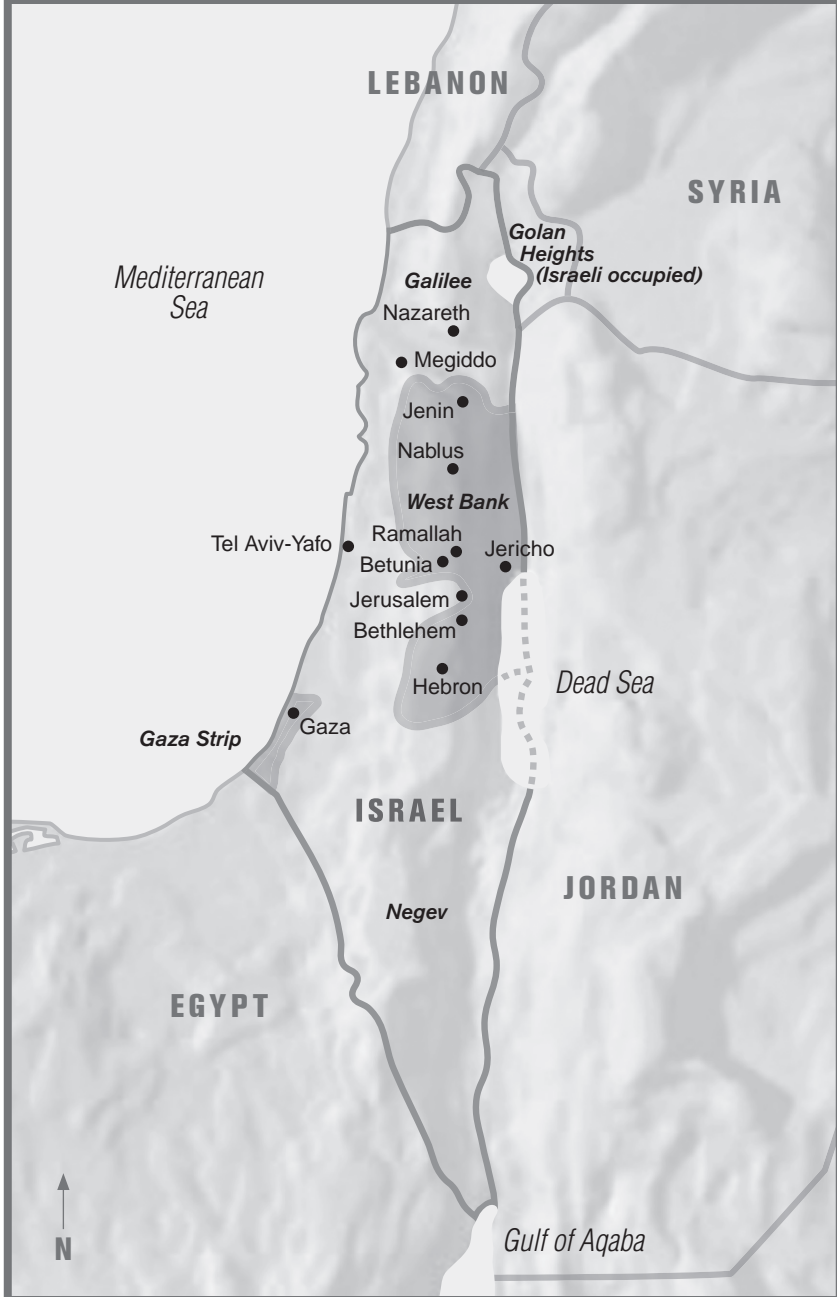 LEBANON
SYRIA
Golan
Heights
(Israeli occupied)
Mediterranean
Sea
Galilee
Nazareth
Megiddo
Jenin
Nablus
West Bank
Ramallah
Tel Aviv-Yafo
Jericho
Betunia
Jerusalem
Bethlehem
Dead Sea
Hebron
Gaza
Gaza Strip
ISRAEL
JORDAN
Negev
EGYPT
N
Gulf of Aqaba